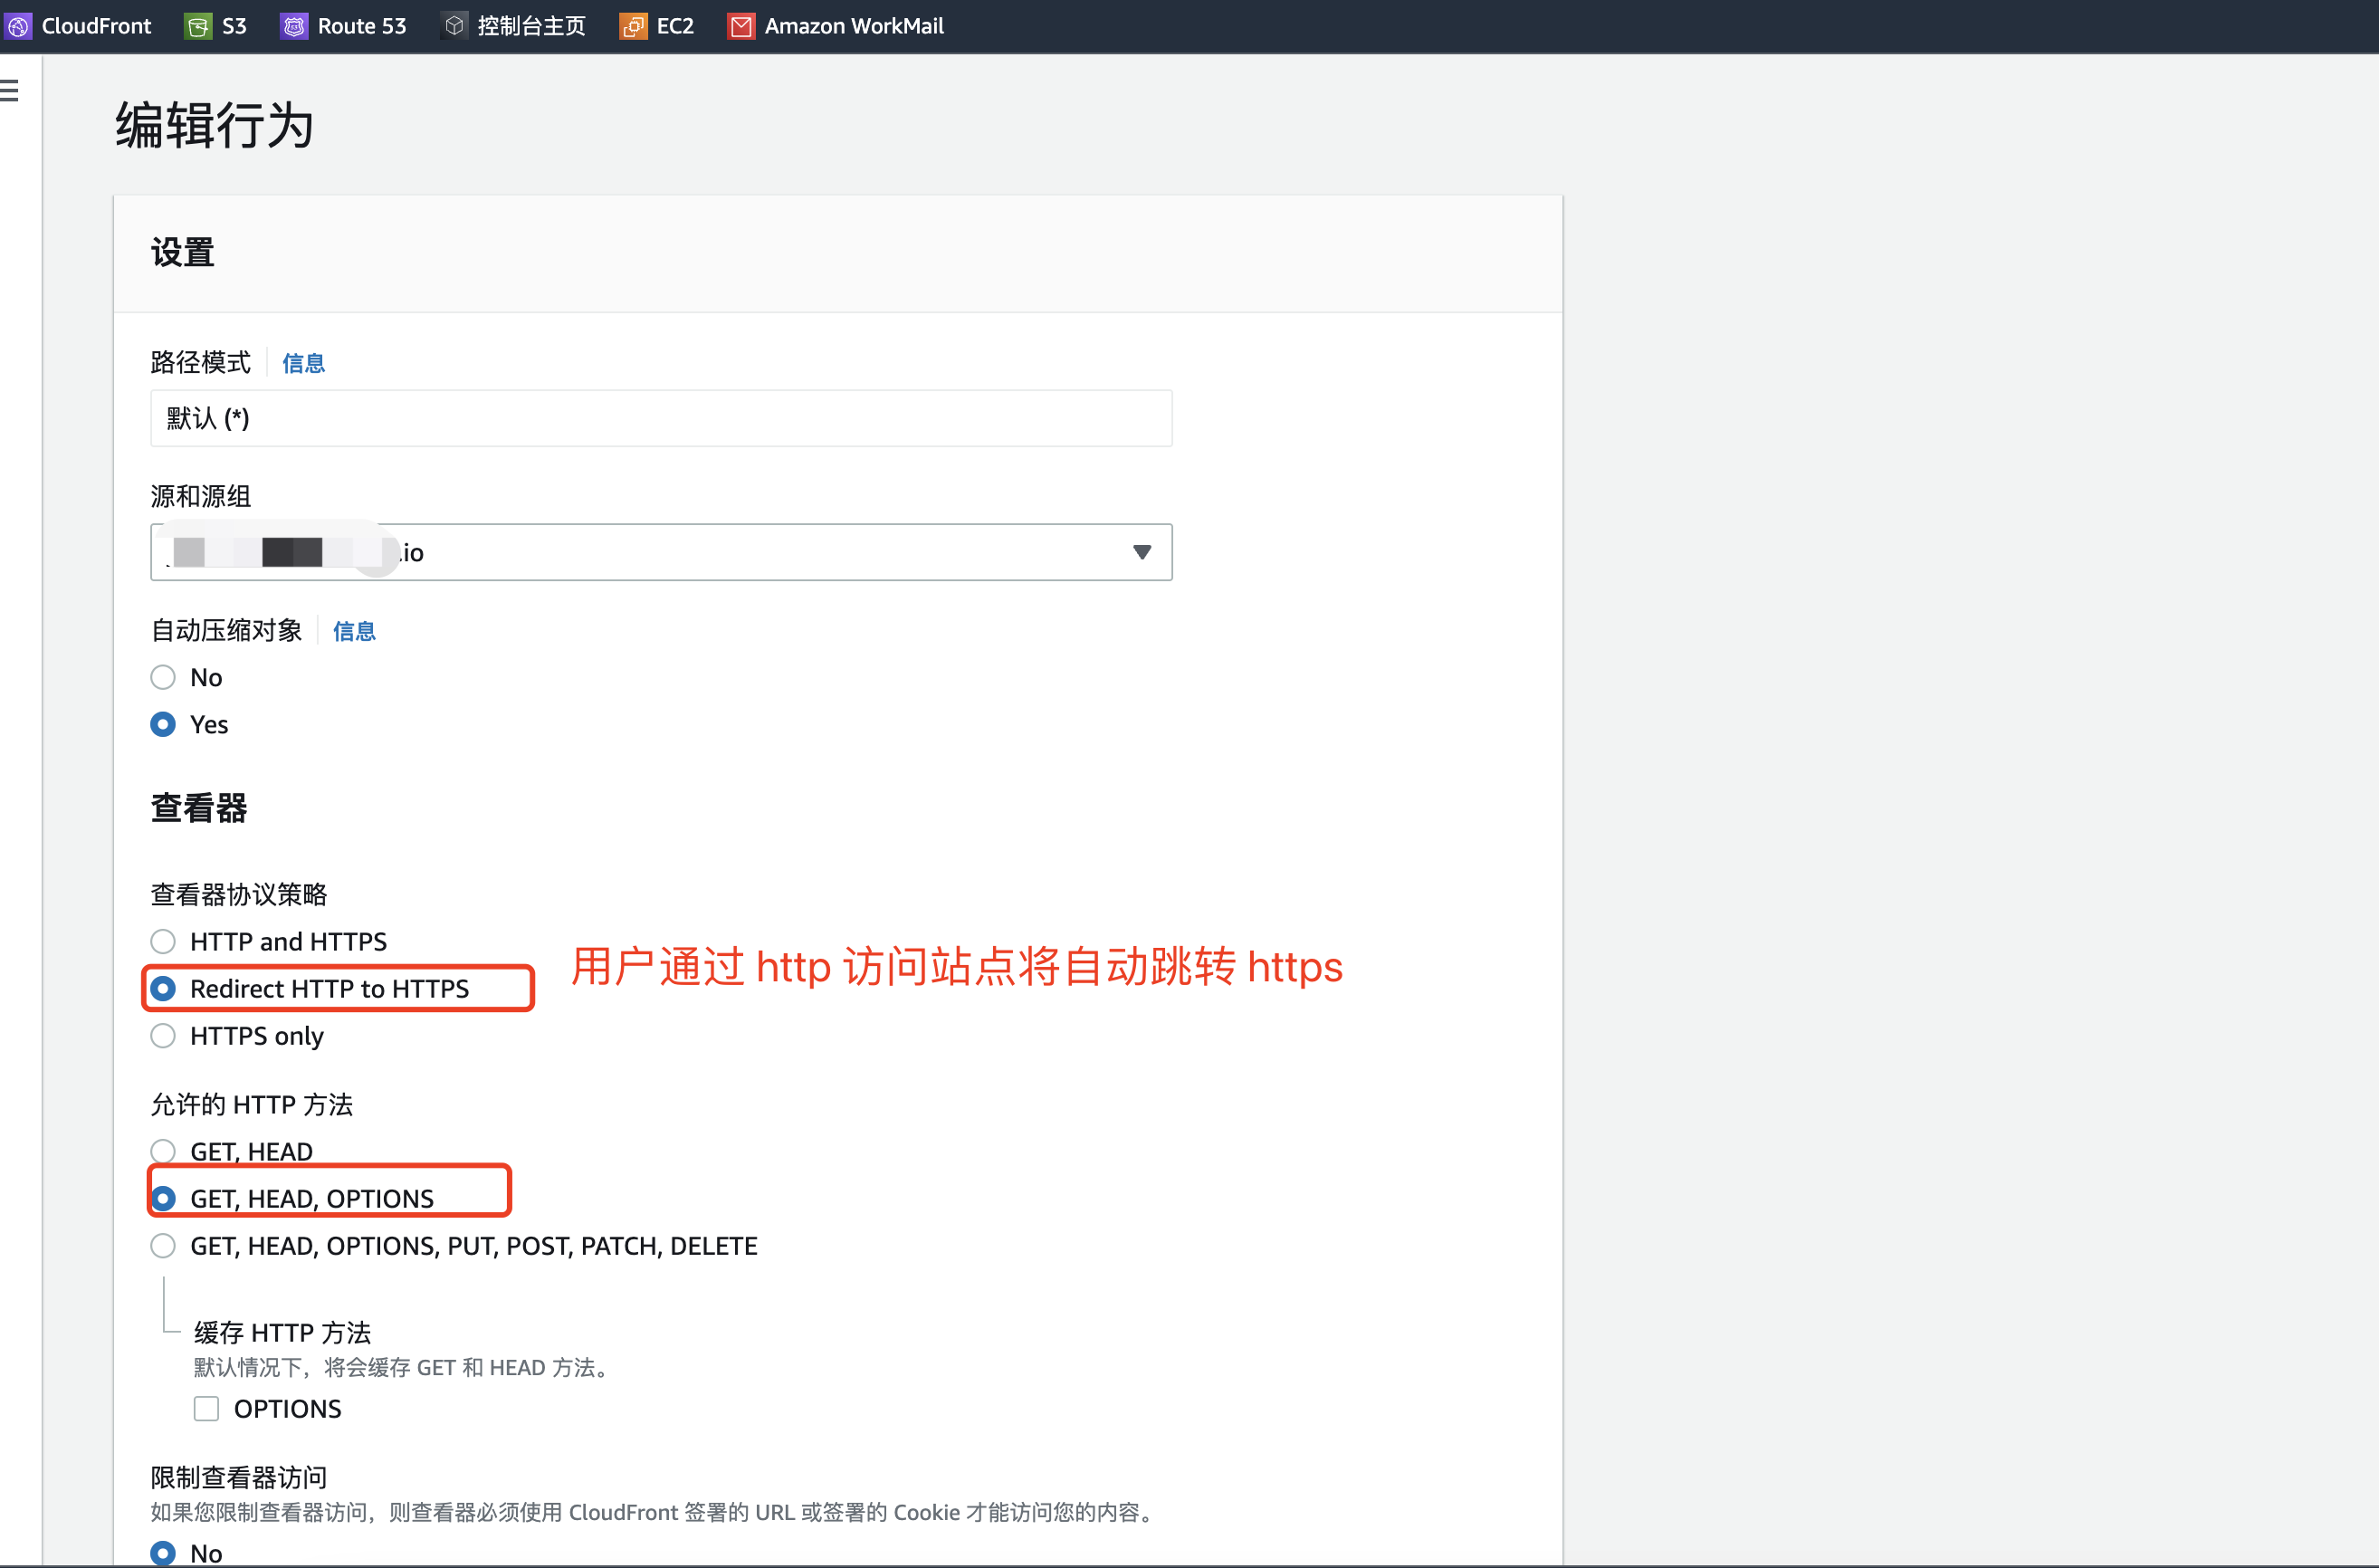 CloudFront S3 Route 53 控制台主页 EC2 Amazon WorkMail
编辑行为
设置
路径模式 信息
默认 (*)
源和源组
.io
自动压缩对象 信息
No
Yes
查看器
查看器协议策略
HTTP and HTTPS
用户通过 http 访问站点将自动跳转 https
Redirect HTTP to HTTPS
HTTPS only
允许的 HTTP 方法
GET, HEAD
GET, HEAD, OPTIONS
GET, HEAD, OPTIONS, PUT, POST, PATCH, DELETE
缓存 HTTP 方法
默认情况下，将会缓存 GET 和 HEAD 方法。
OPTIONS
限制查看器访问
如果您限制查看器访问，则查看器必须使用 CloudFront 签署的 URL 或签署的 Cookie 才能访问您的内容。
No